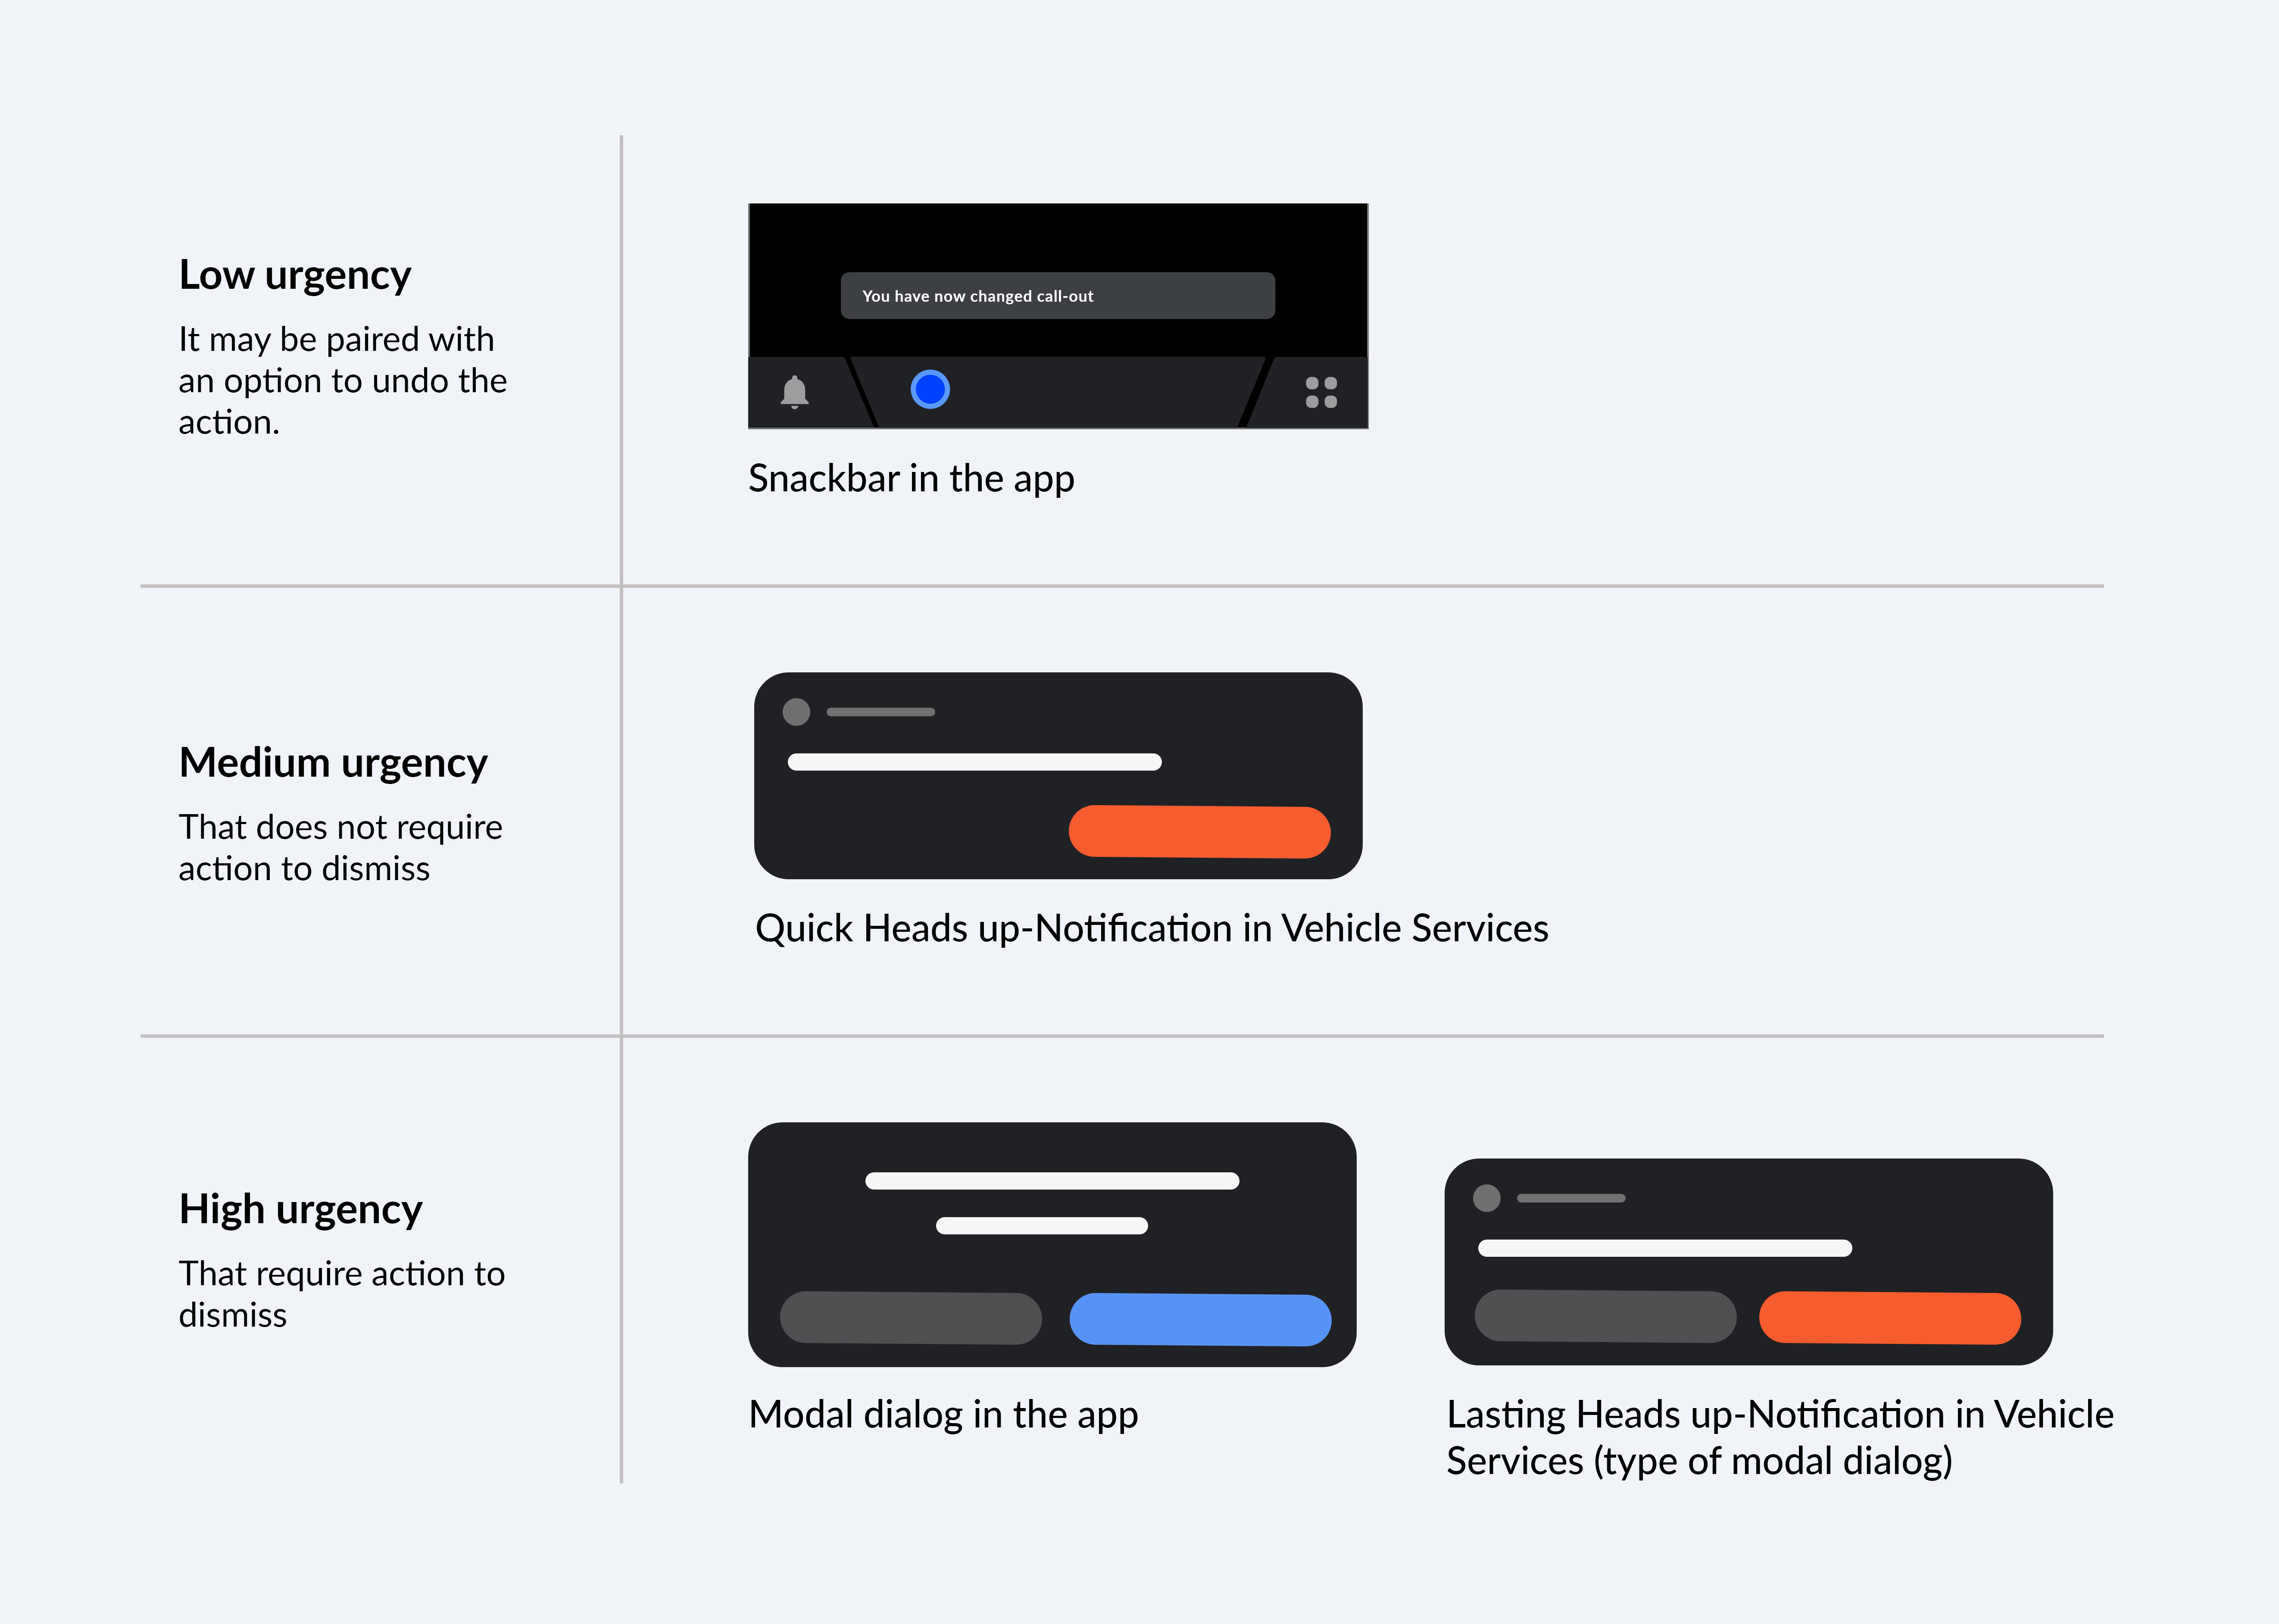 Low urgency
It may be paired with
an option to undo the
action.
You have now changed call-out
Snackbar in the app
Medium urgency
That does not require
action to dismiss
Quick Heads up-Notification in Vehicle Services
High urgency
That require action to
dismiss
Modal dialog in the app
Lasting Heads up-Notification in Vehicle
Services (type of modal dialog)